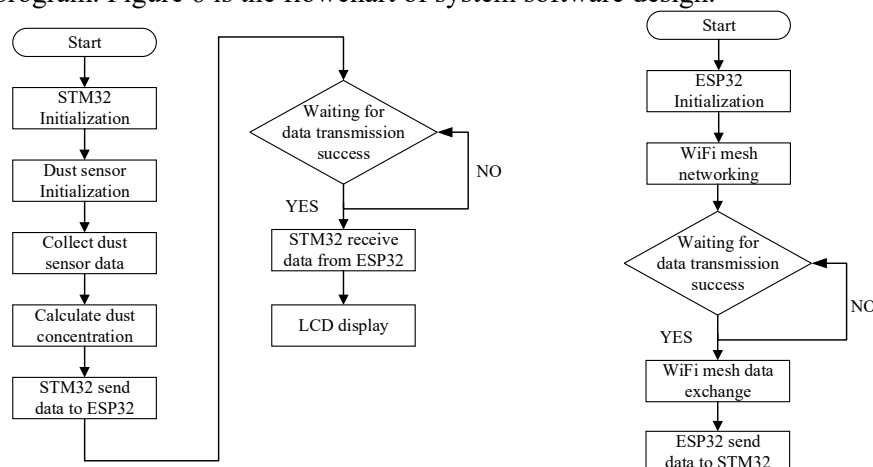 program. Figure 6 is the flowchart of system software design.
Start
STM32
Initialization
Dust sensor
Initialization
Collect dust
sensor data
Calculate dust
concentration
STM32 send
data to ESP32
Waiting for
data transmission
success
NO
YES
STM32 receive
data from ESP32
LCD display
Start
ESP32
Initialization
WiFi mesh
networking
Waiting for
data transmission
success
NO
YES
WiFi mesh data
exchange
ESP32 send
data to STM32